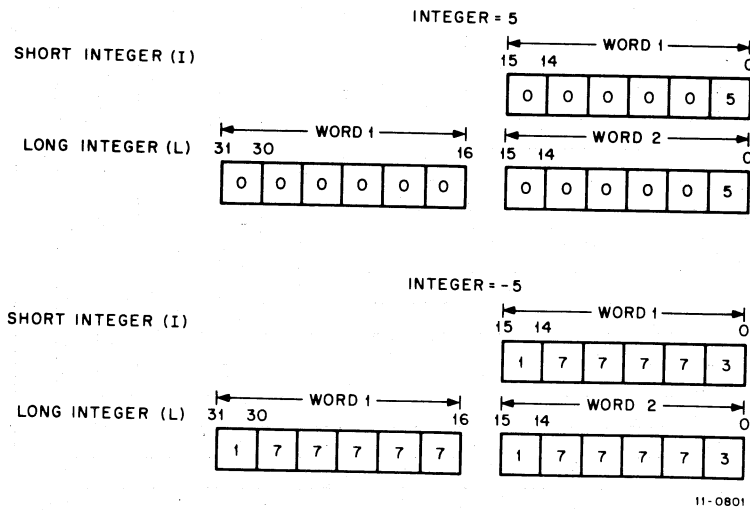 INTEGER = 5
SHORT INTEGER (I)
WORD 1
15 14 0
0 0 0 0 0 5
LONG INTEGER (L)
WORD 1
31 30 16
0 0 0 0 0 0
WORD 2
15 14 0
0 0 0 0 0 5
INTEGER = -5
SHORT INTEGER (I)
WORD 1
15 14 0
1 7 7 7 7 3
LONG INTEGER (L)
WORD 1
31 30 16
1 7 7 7 7 7
WORD 2
15 14 0
1 7 7 7 7 3
11-0801